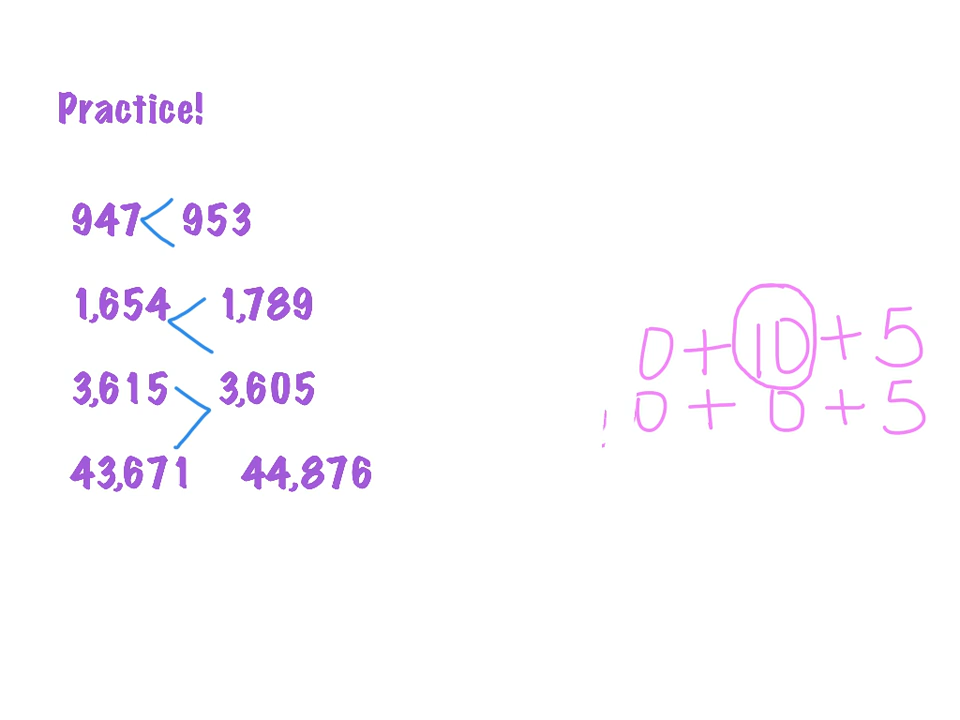 Practice!
947 < 953
1,654 < 1,789
3,615 > 3,605
43,671 44,876
0 + 10 + 5
0 + 0 + 5